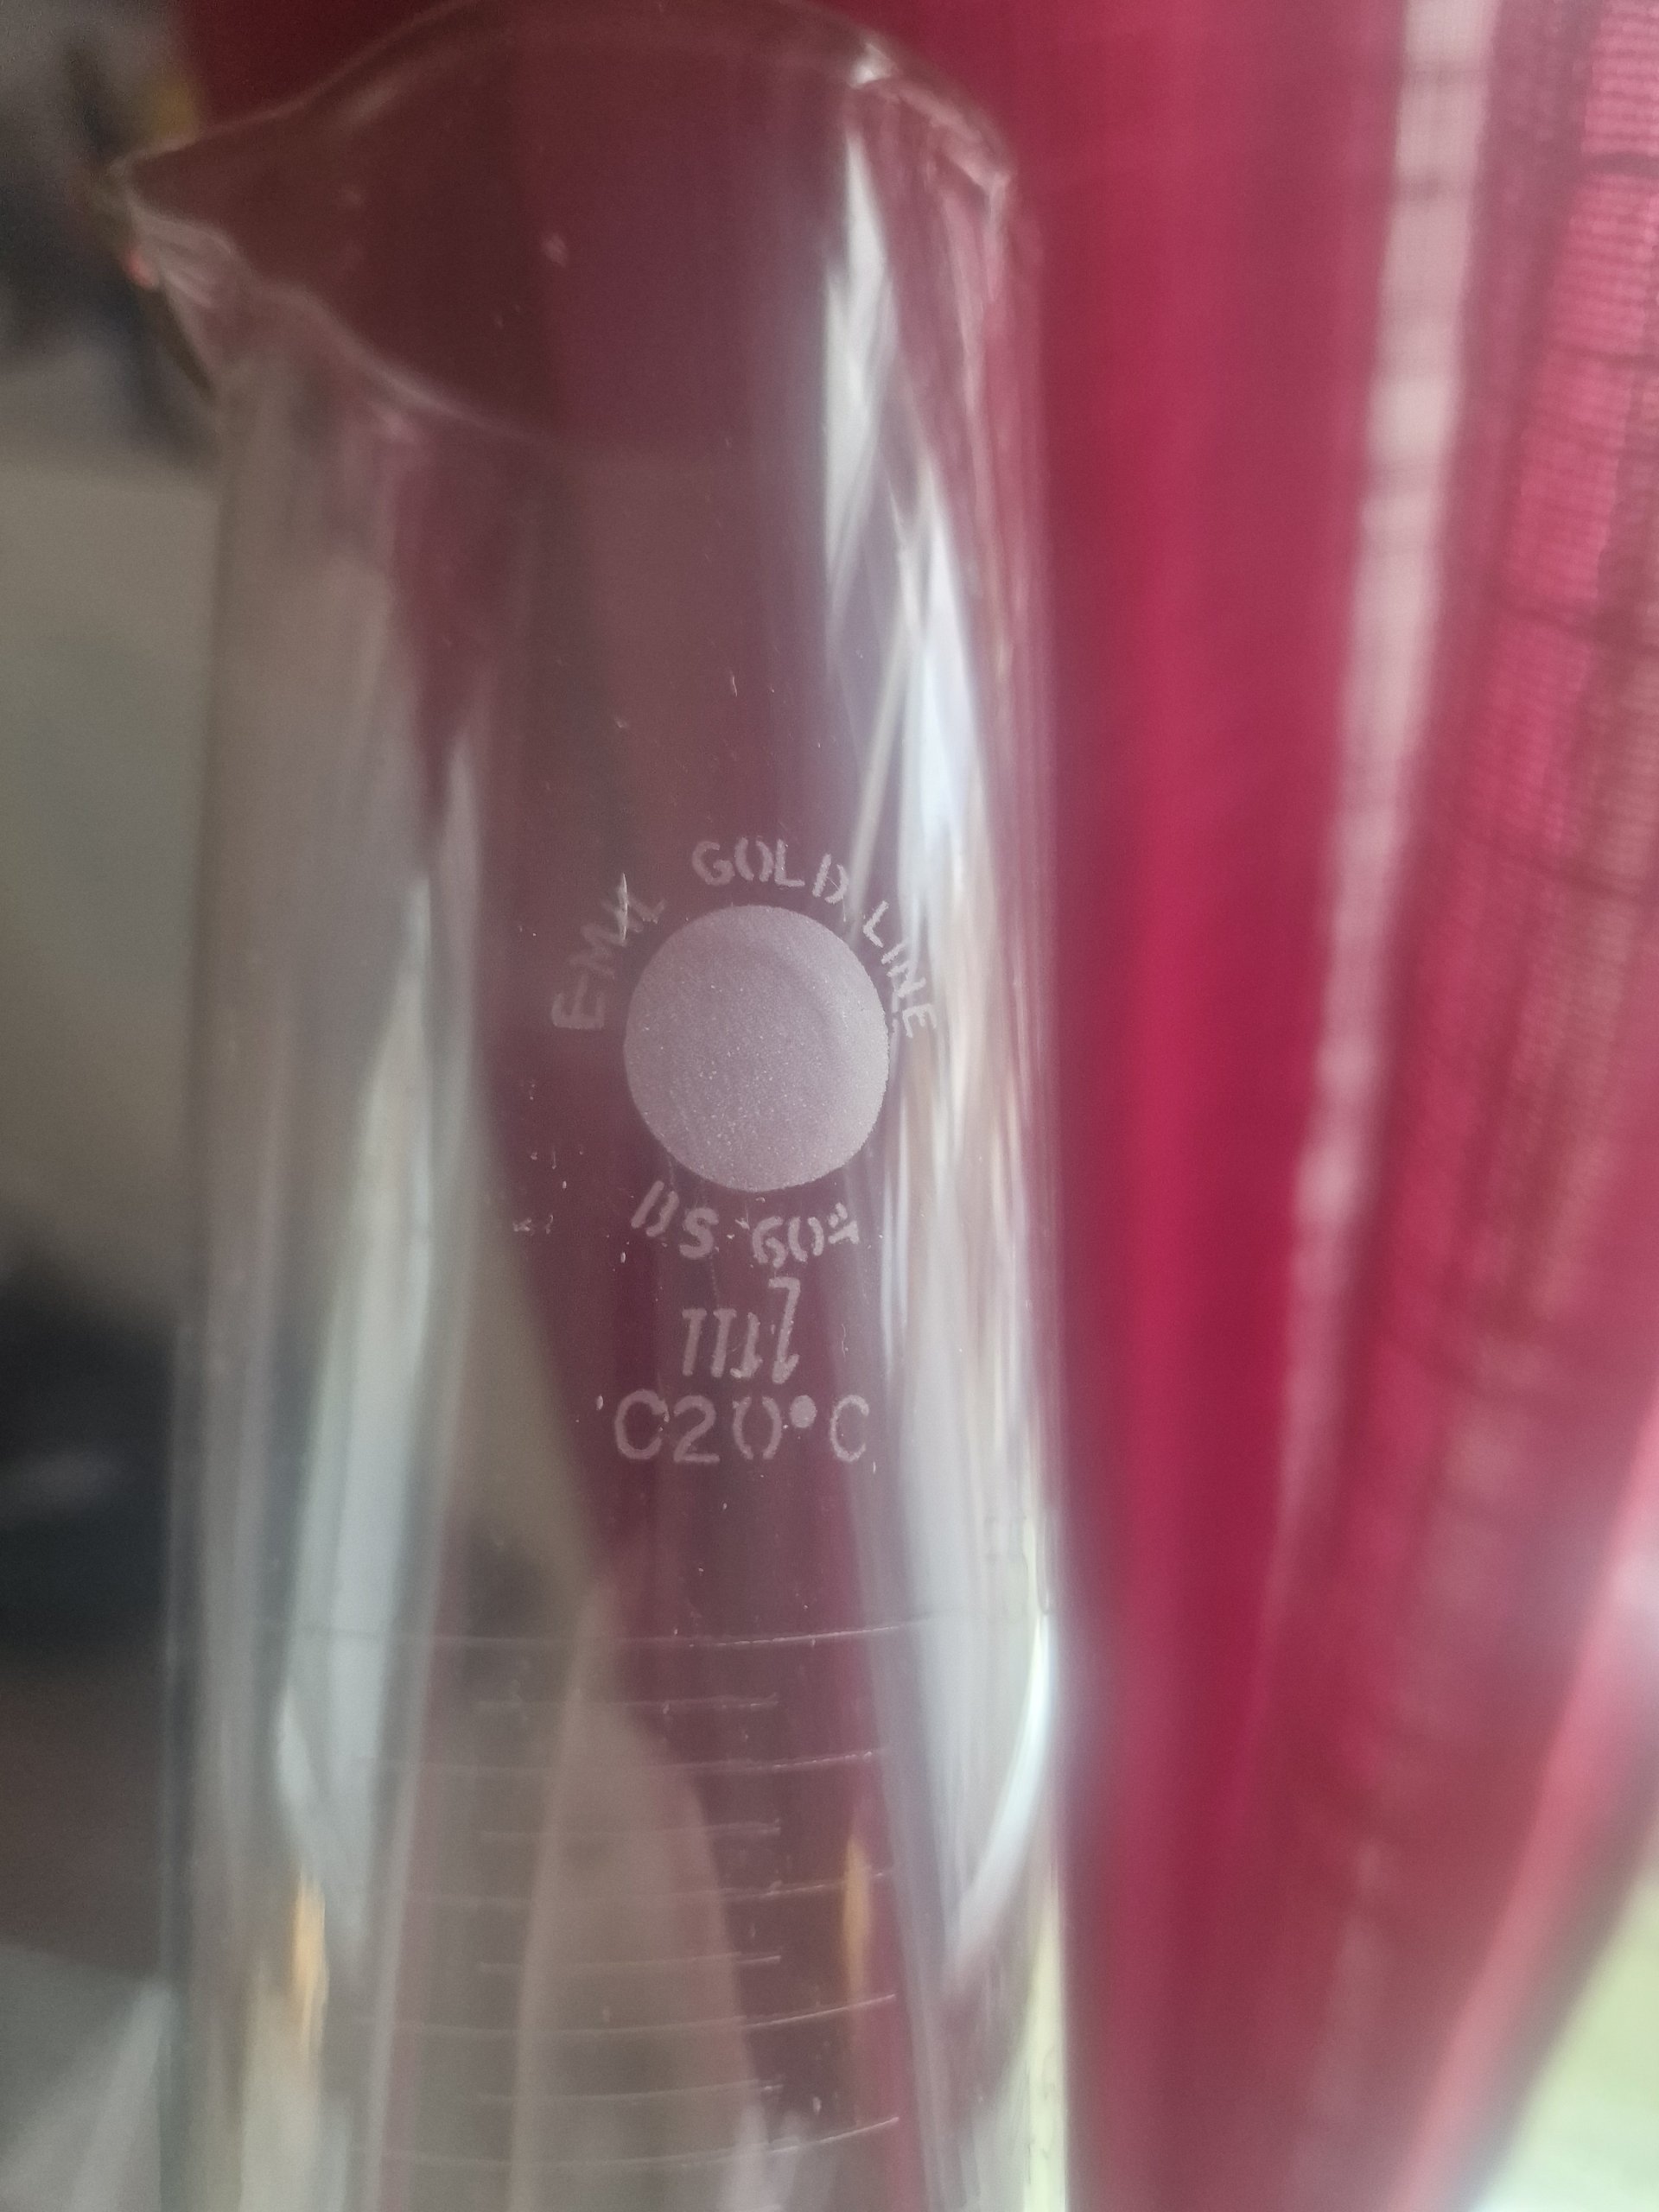 EMIL GOLD LINE
BS 604
ml
C20°C